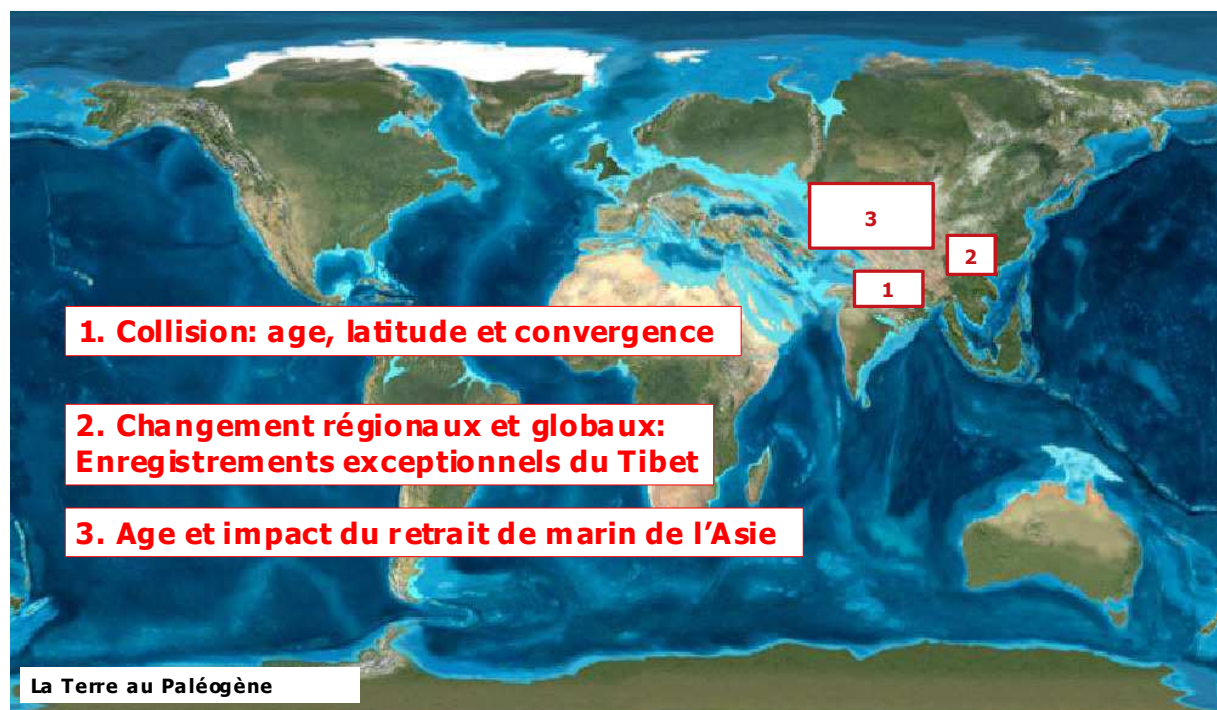 3
2
1
1. Collision: age, latitude et convergence
2. Changement régionaux et globaux:
Enregistrements exceptionnels du Tibet
3. Age et impact du retrait de marin de l'Asie
La Terre au Paléogène